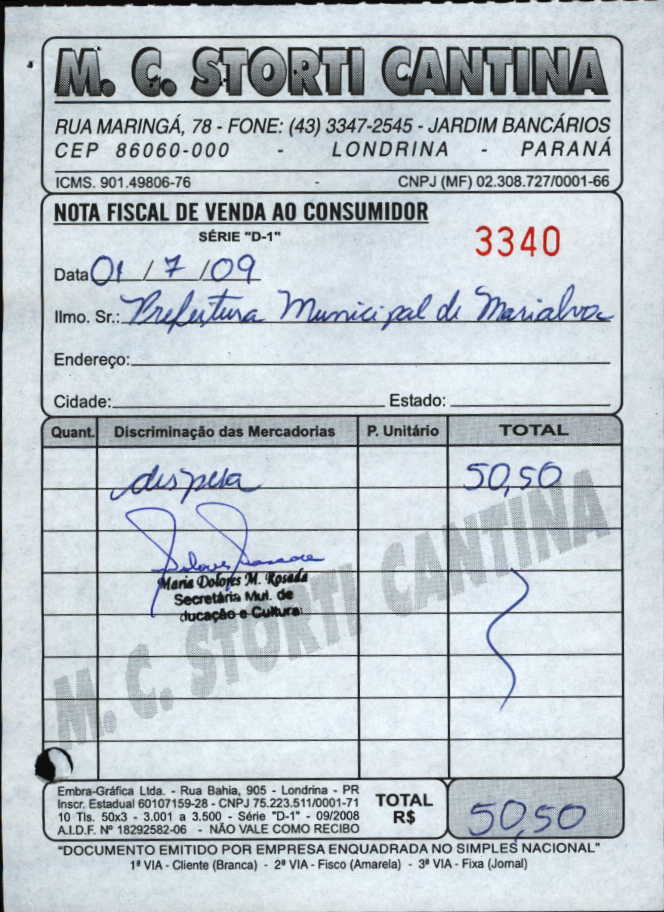 M. C. STORTI CANTINA
RUA MARINGÁ, 78 - FONE: (43) 3347-2545 - JARDIM BANCÁRIOS
CEP 86060-000 - LONDRINA - PARANÁ
ICMS. 901.49806-76 - CNPJ (MF) 02.308.727/0001-66
NOTA FISCAL DE VENDA AO CONSUMIDOR
SÉRIE "D-1"
3340
Data 01 / 7 / 09
Ilmo. Sr.: Prefeitura Municipal de Marialva
Endereço:
Cidade: Estado:
Quant. Discriminação das Mercadorias P. Unitário TOTAL
despesa 50,50
Maria Dolores M. Rosada
Secretária Mul. de
ducação e Cultura
M. C. STORTI CANTINA
Embra-Gráfica Ltda. - Rua Bahia, 905 - Londrina - PR
Inscr. Estadual 60107159-28 - CNPJ 75.223.511/0001-71
10 Tls. 50x3 - 3.001 a 3.500 - Série "D-1" - 09/2008
A.I.D.F. Nº 18292582-06 - NÃO VALE COMO RECIBO
TOTAL R$ 50,50
"DOCUMENTO EMITIDO POR EMPRESA ENQUADRADA NO SIMPLES NACIONAL"
1ª VIA - Cliente (Branca) - 2ª VIA - Fisco (Amarela) - 3ª VIA - Fixa (Jornal)